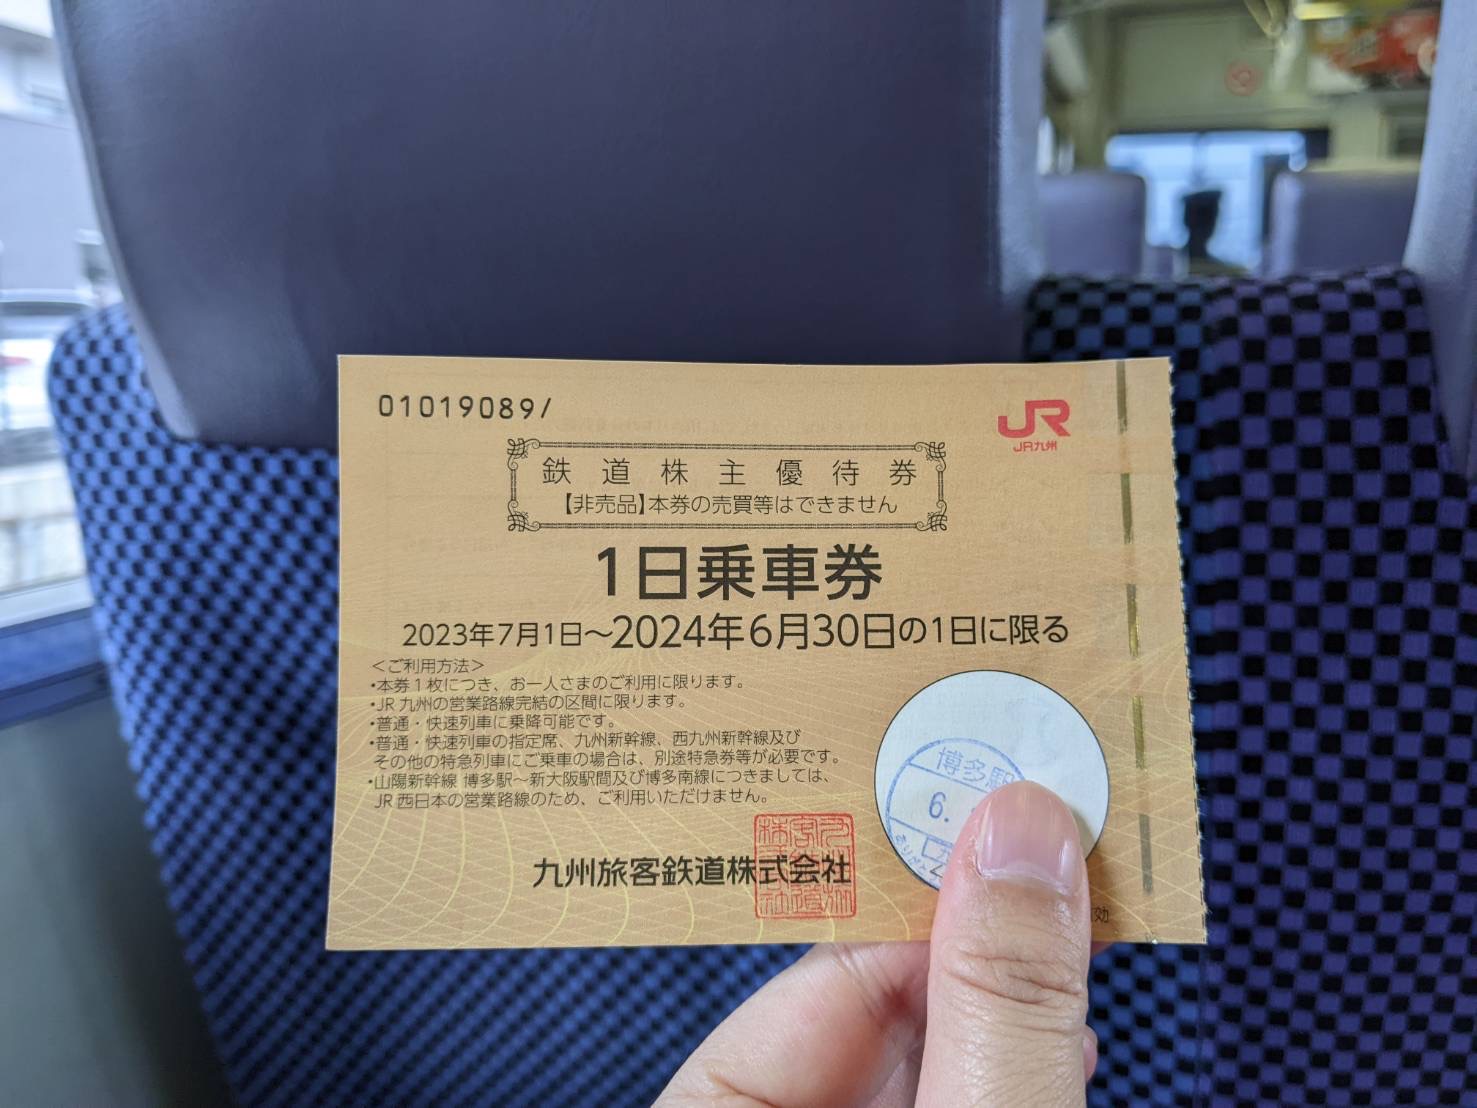 01019089/
JR
JR九州
鉄道株主優待券
【非売品】本券の売買等はできません
1日乗車券
2023年7月1日〜2024年6月30日の1日に限る
＜ご利用方法＞
•本券1枚につき、お一人さまのご利用に限ります。
•JR九州の営業路線完結の区間に限ります。
•普通・快速列車に乗降可能です。
•普通・快速列車の指定席、九州新幹線、西九州新幹線及び
その他の特急列車にご乗車の場合は、別途特急券等が必要です。
•山陽新幹線 博多駅〜新大阪駅間及び博多南線につきましては、
JR西日本の営業路線のため、ご利用いただけません。
博多駅
6.
九州旅客鉄道株式会社
効